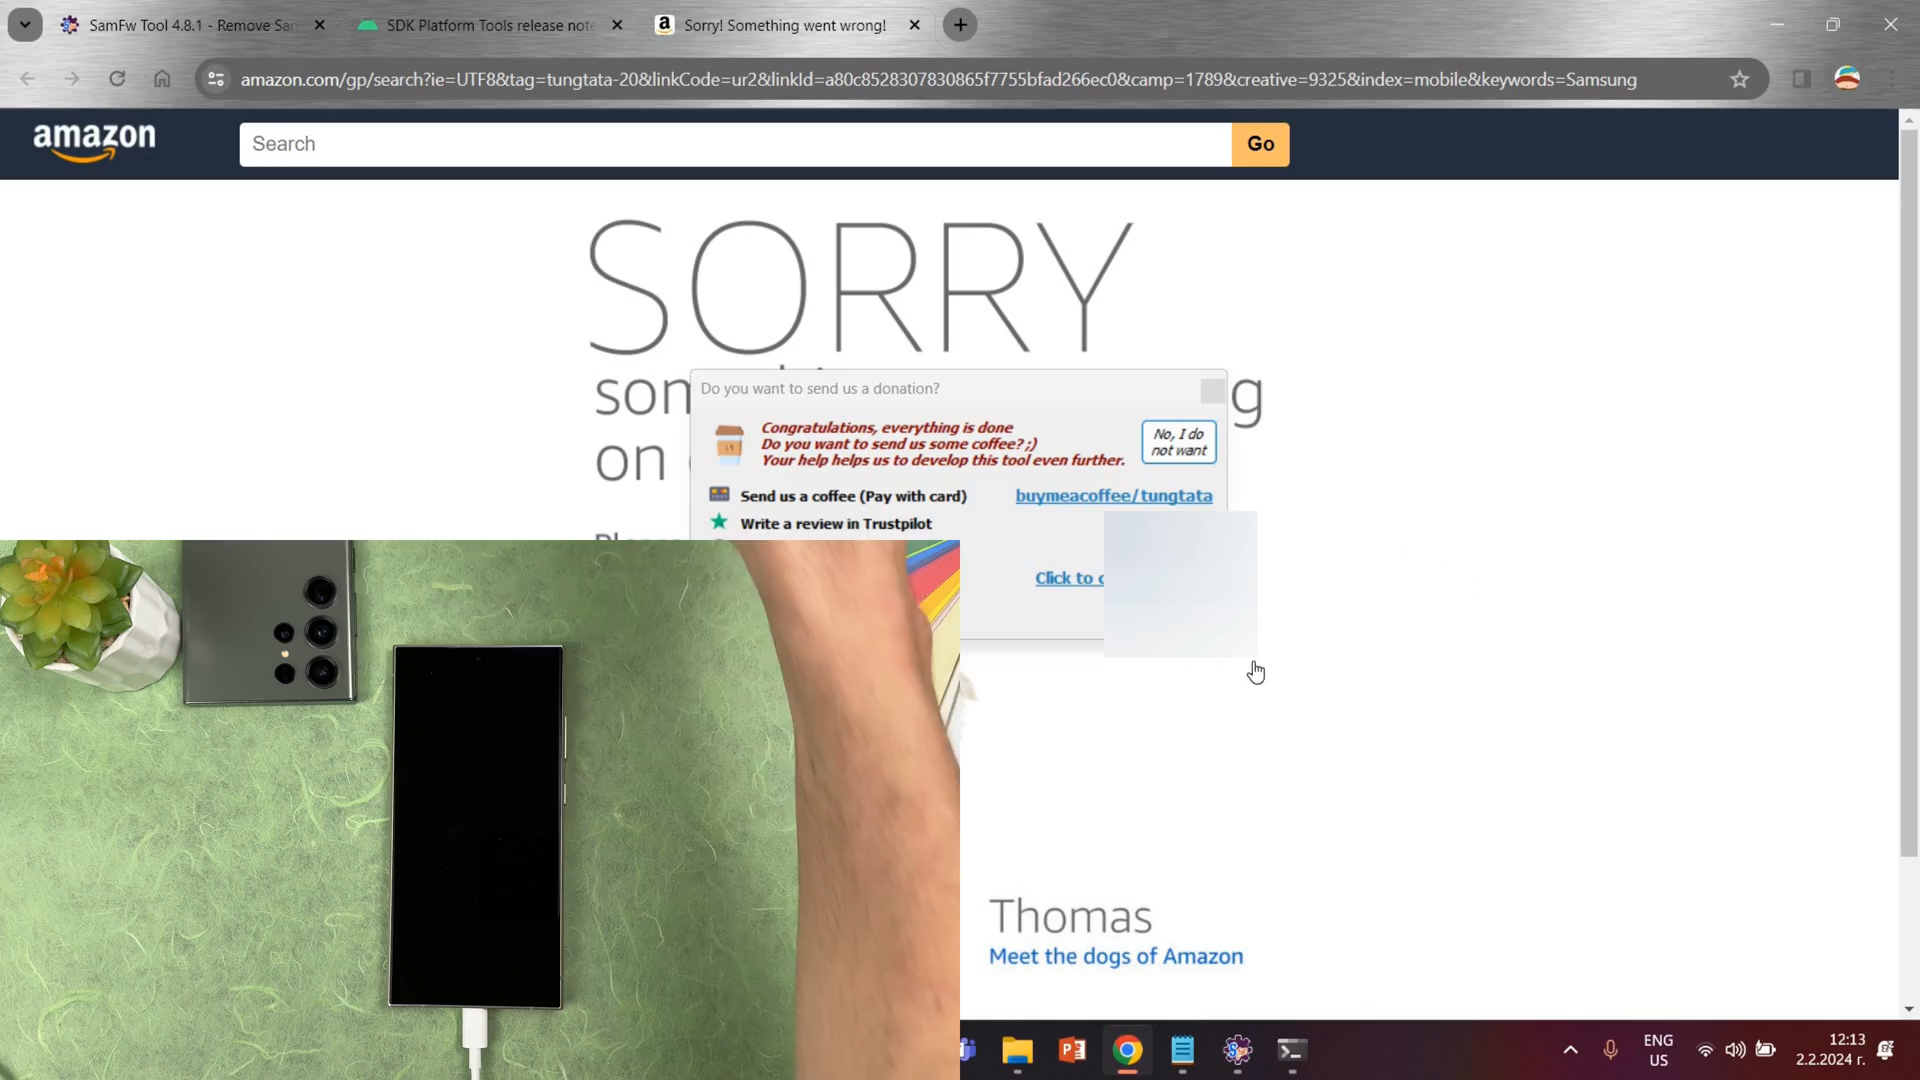 SamFw Tool 4.8.1 - Remove Sa
SDK Platform Tools release note
Sorry! Something went wrong!
amazon.com/gp/search?ie=UTF8&tag=tungtata-20&linkCode=ur2&linkId=a80c8528307830865f7755bfad266ec0&camp=1789&creative=9325&index=mobile&keywords=Samsung
amazon
Search
Go
SORRY
g
on
Do you want to send us a donation?
Congratulations, everything is done
Do you want to send us some coffee? ;)
Your help helps us to develop this tool even further.
No, I do
not want
Send us a coffee (Pay with card)
buymeacoffee/tungtata
Write a review in Trustpilot
Click to
Thomas
Meet the dogs of Amazon
ENG
US
12:13
2.2.2024 г.